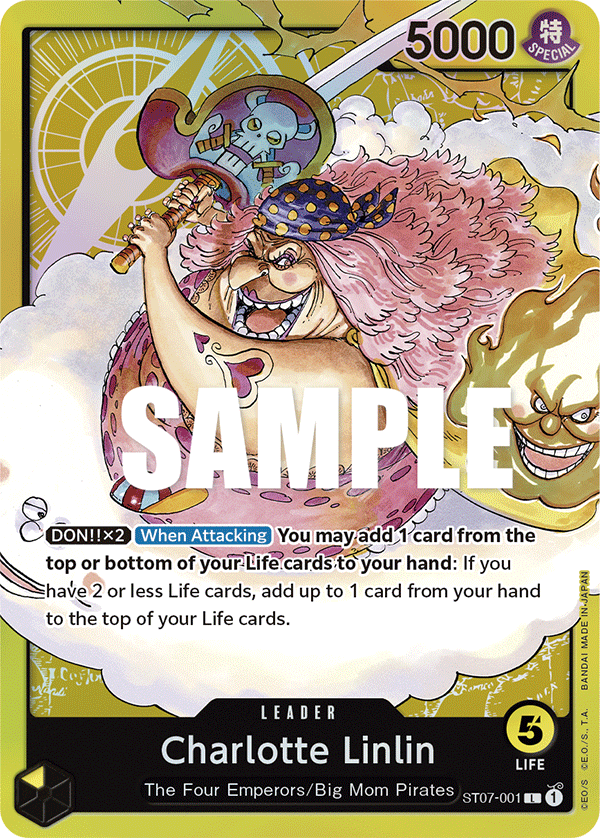 5000
特
SPECIAL
SAMPLE
DON!!×2 When Attacking You may add 1 card from the
top or bottom of your Life cards to your hand: If you
have 2 or less Life cards, add up to 1 card from your hand
to the top of your Life cards.
LEADER
Charlotte Linlin
The Four Emperors/Big Mom Pirates
5
LIFE
ST07-001 L 1
©E.O/S ©E.O./S., T.A. BANDAI MADE IN JAPAN